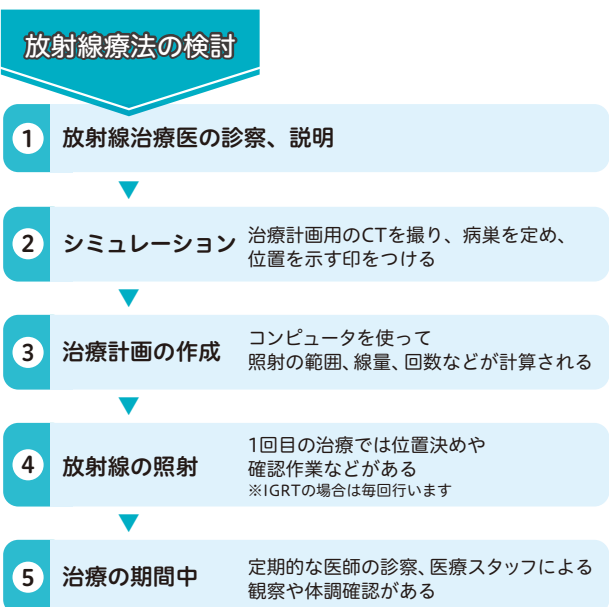 放射線療法の検討
1 放射線治療医の診察、説明
2 シミュレーション
治療計画用のCTを撮り、病巣を定め、
位置を示す印をつける
3 治療計画の作成
コンピュータを使って
照射の範囲、線量、回数などが計算される
4 放射線の照射
1回目の治療では位置決めや
確認作業などがある
※IGRTの場合は毎回行います
5 治療の期間中
定期的な医師の診察、医療スタッフによる
観察や体調確認がある